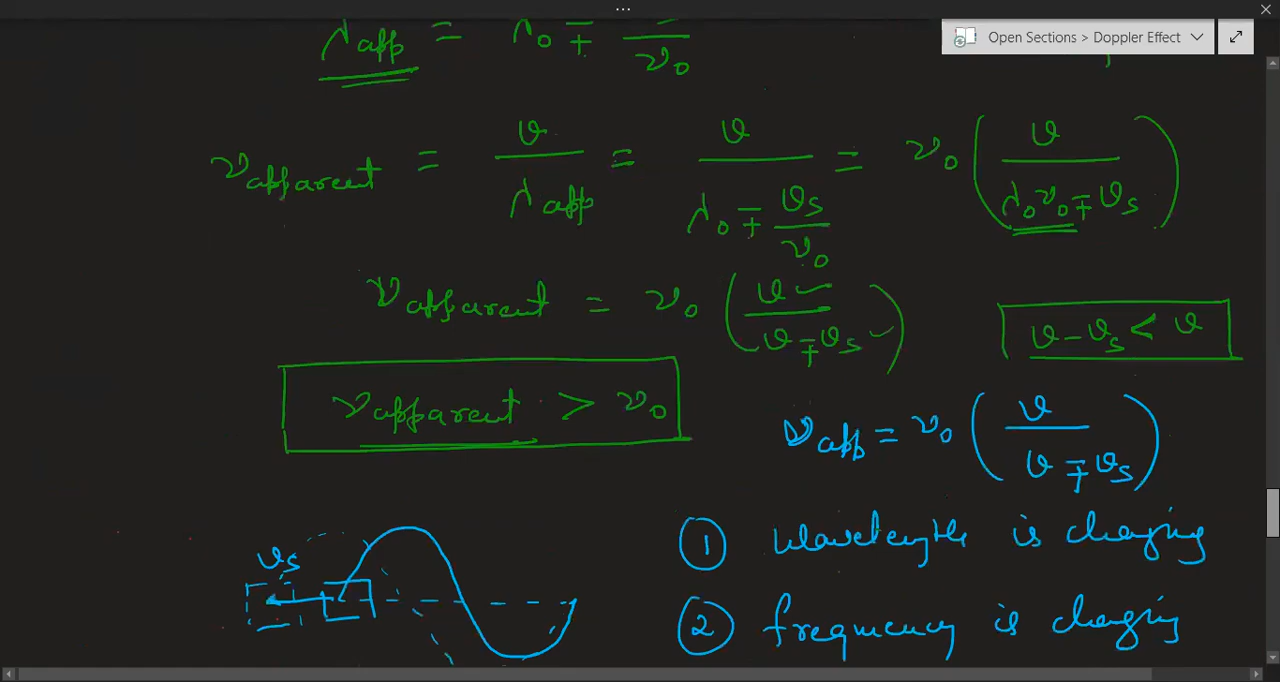 Open Sections > Doppler Effect
λapp = λ₀ ∓ —/ν₀
νapparent = v/λapp = v/(λ₀ ∓ vs/ν₀) = ν₀ (v/(λ₀ν₀ ∓ vs))
νapparent = ν₀ (v/(v ∓ vs))
v - vs < v
νapparent > ν₀
νapp = ν₀ (v/(v ∓ vs))
① wavelength is changing
vs
② frequency is changing